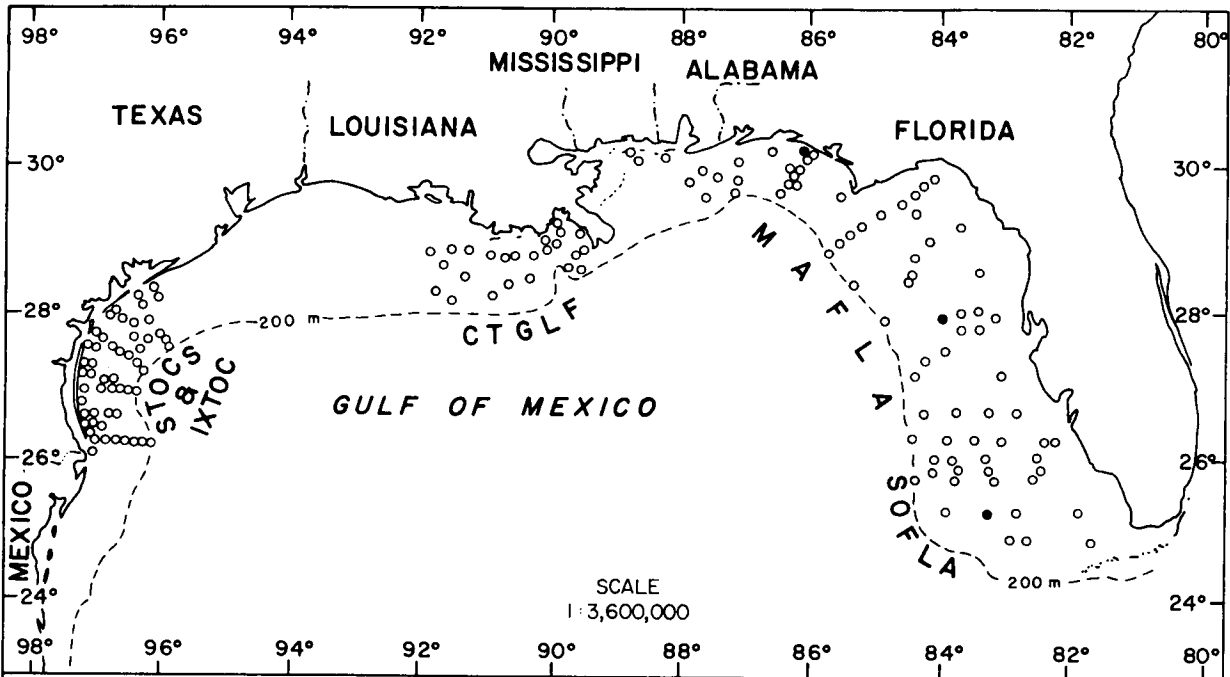 98° 96° 94° 92° 90° 88° 86° 84° 82° 80°
MISSISSIPPI
ALABAMA
TEXAS
LOUISIANA
FLORIDA
30° 30°
MAFLA
28° 28°
200 m
CTGLF
STOCS
&
IXTOC
GULF OF MEXICO
26° 26°
SOFLA
MEXICO
200 m
SCALE
1:3,600,000
24° 24°
98° 96° 94° 92° 90° 88° 86° 84° 82° 80°